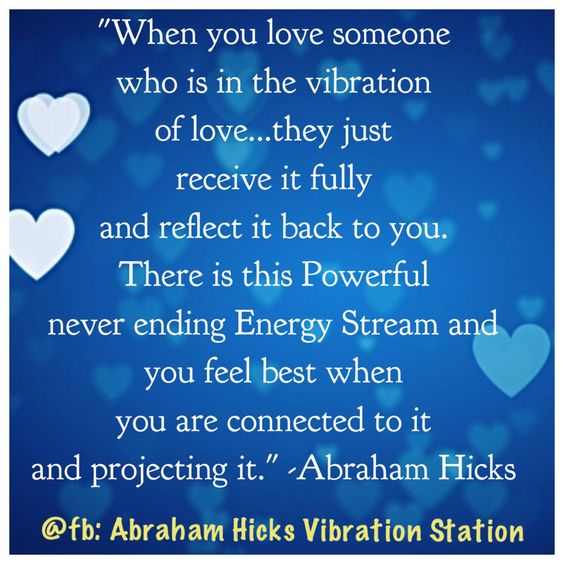 "When you love someone
who is in the vibration
of love...they just
receive it fully
and reflect it back to you.
There is this Powerful
never ending Energy Stream and
you feel best when
you are connected to it
and projecting it." -Abraham Hicks
@fb: Abraham Hicks Vibration Station